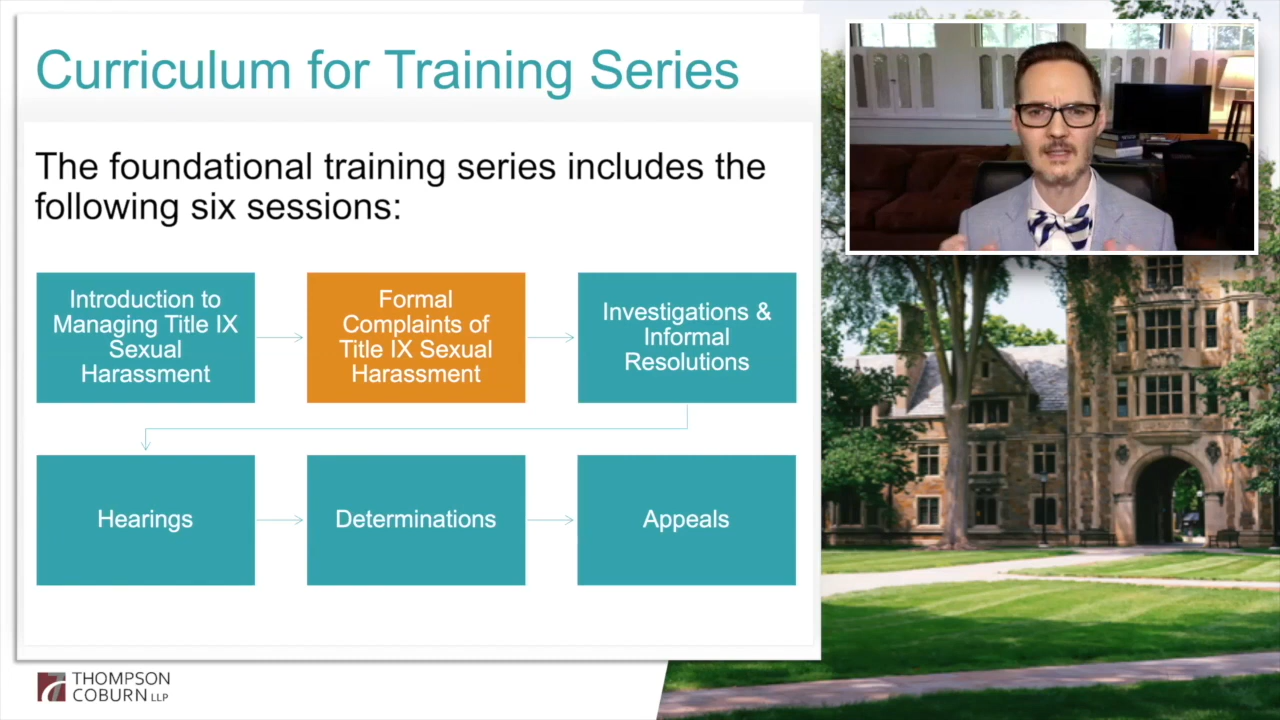 Curriculum for Training Series
The foundational training series includes the
following six sessions:
Introduction to
Managing Title IX
Sexual
Harassment
Formal
Complaints of
Title IX Sexual
Harassment
Investigations &
Informal
Resolutions
Hearings
Determinations
Appeals
THOMPSON
COBURN LLP